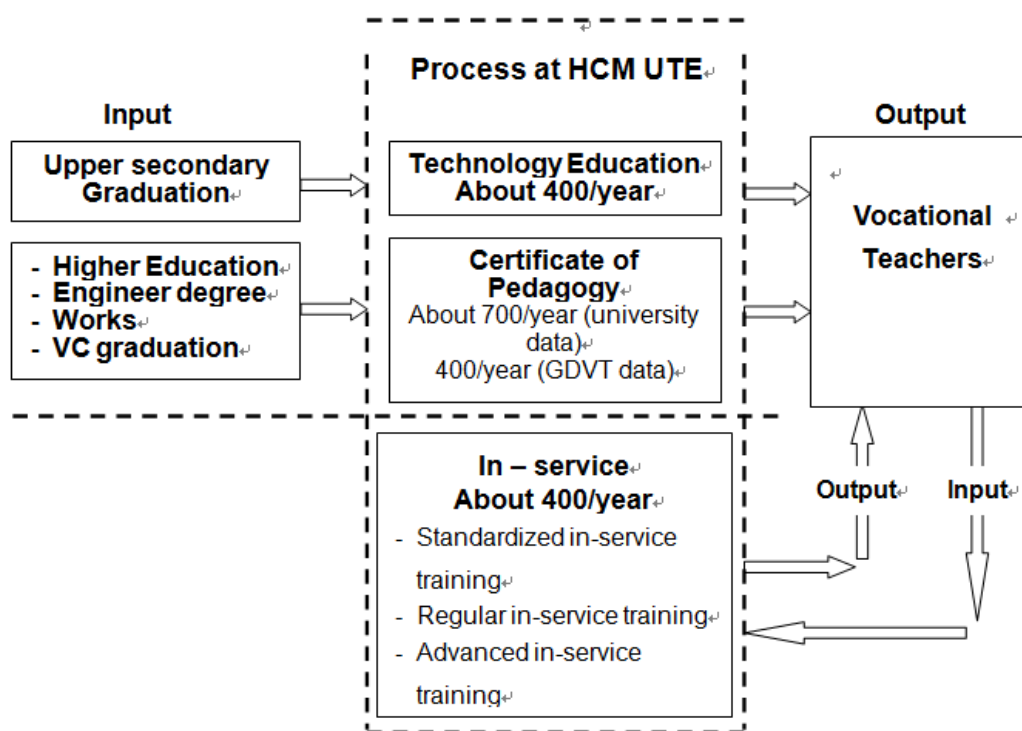 Process at HCM UTE
Input
Output
Upper secondary
Graduation
Technology Education
About 400/year
Vocational
Teachers
- Higher Education
- Engineer degree
- Works
- VC graduation
Certificate of
Pedagogy
About 700/year (university
data)
400/year (GDVT data)
In – service
About 400/year
- Standardized in-service
training
- Regular in-service training
- Advanced in-service
training
Output
Input